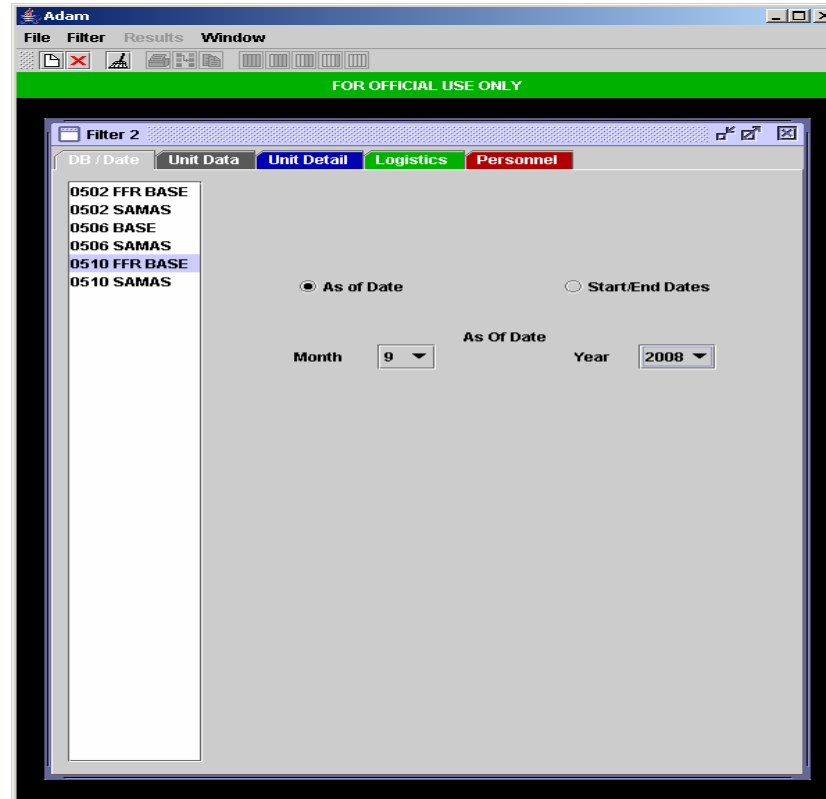 Adam
File Filter Results Window
FOR OFFICIAL USE ONLY
Filter 2
DB / Date Unit Data Unit Detail Logistics Personnel
0502 FFR BASE
0502 SAMAS
0506 BASE
0506 SAMAS
0510 FFR BASE
0510 SAMAS
As of Date Start/End Dates
As Of Date
Month 9 Year 2008